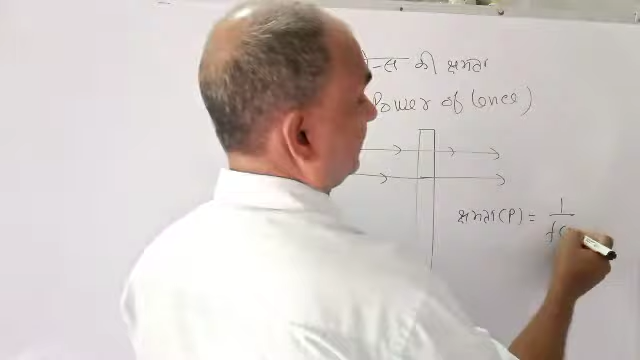 की क्षमता
Power of Lence)
क्षमता (P) = 1
f(